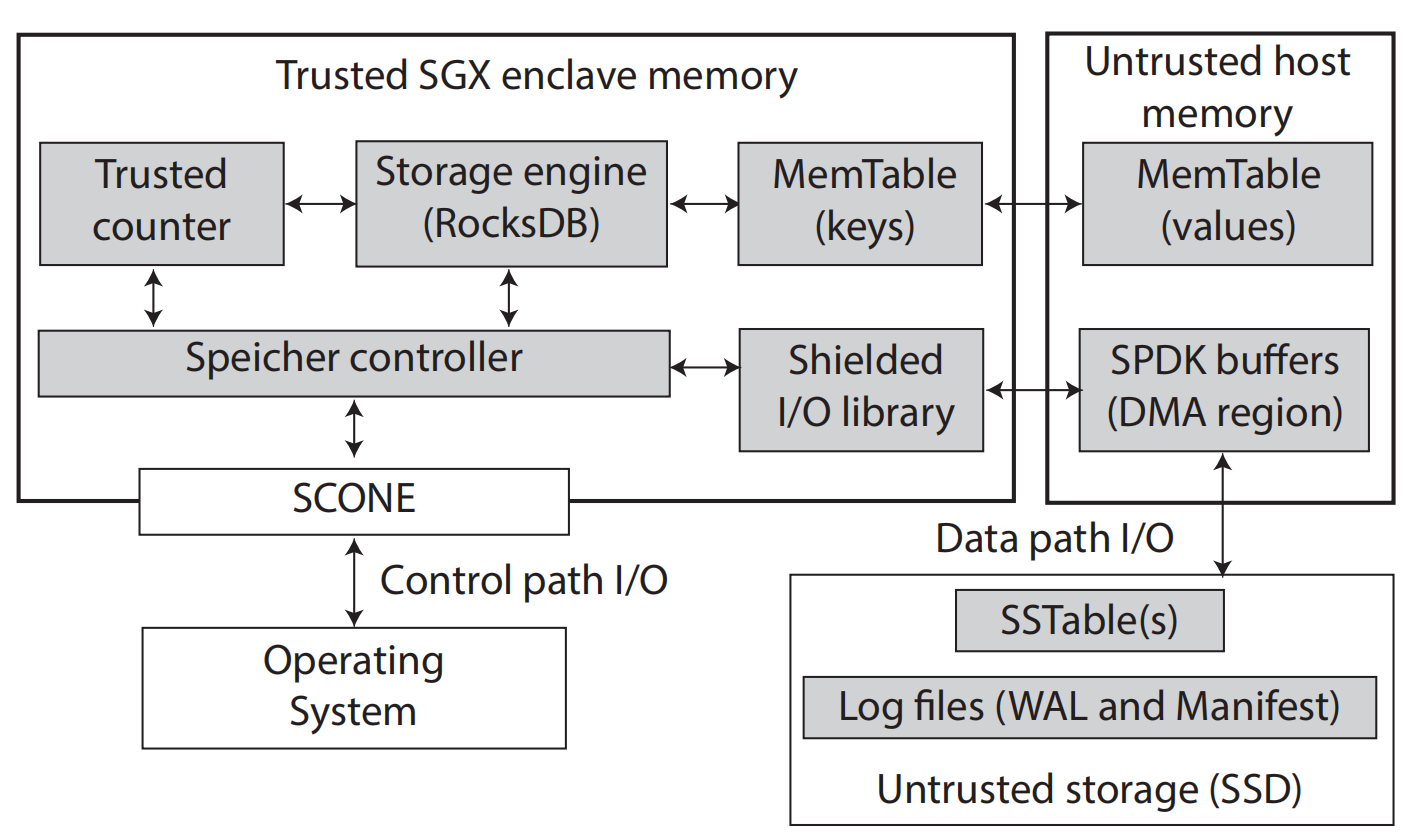 Trusted SGX enclave memory
Untrusted host
memory
Trusted
counter
Storage engine
(RocksDB)
MemTable
(keys)
MemTable
(values)
Speicher controller
Shielded
I/O library
SPDK buffers
(DMA region)
SCONE
Data path I/O
Control path I/O
Operating
System
SSTable(s)
Log files (WAL and Manifest)
Untrusted storage (SSD)